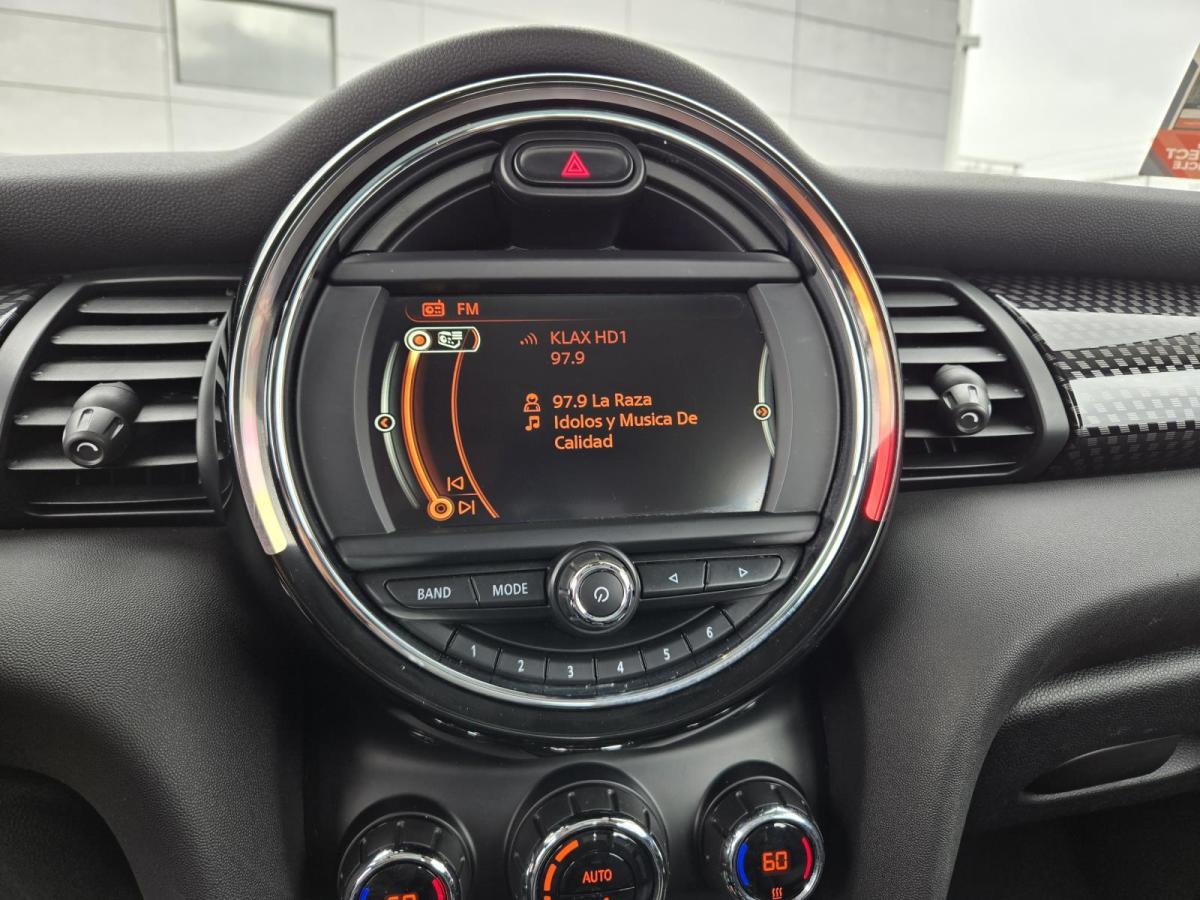 FM
KLAX HD1
97.9
97.9 La Raza
Idolos y Musica De
Calidad
BAND
MODE
1
2
3
4
5
6
AUTO
60
60